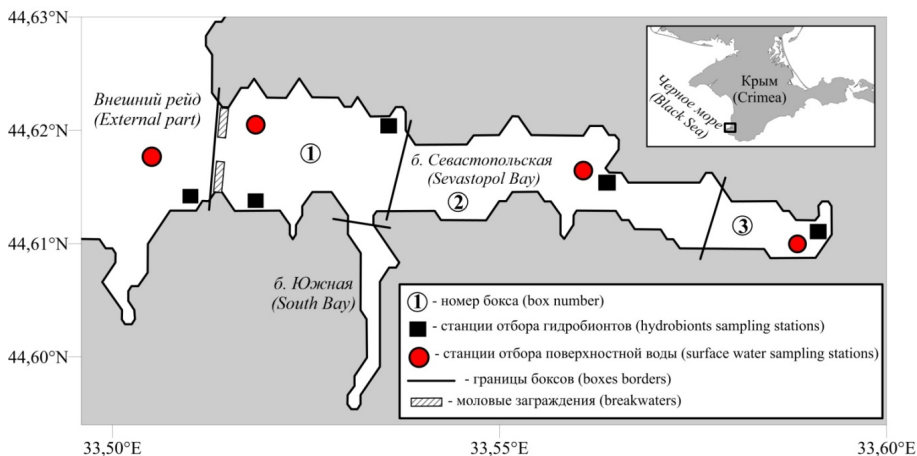 44,63°N
44,62°N
44,61°N
44,60°N
33,50°E
33,55°E
33,60°E
Внешний рейд
(External part)
1
б. Севастопольская
(Sevastopol Bay)
2
3
б. Южная
(South Bay)
Крым
(Crimea)
Черное море
(Black Sea)
1 - номер бокса (box number)
- станции отбора гидробионтов (hydrobionts sampling stations)
- станции отбора поверхностной воды (surface water sampling stations)
- границы боксов (boxes borders)
- моловые заграждения (breakwaters)